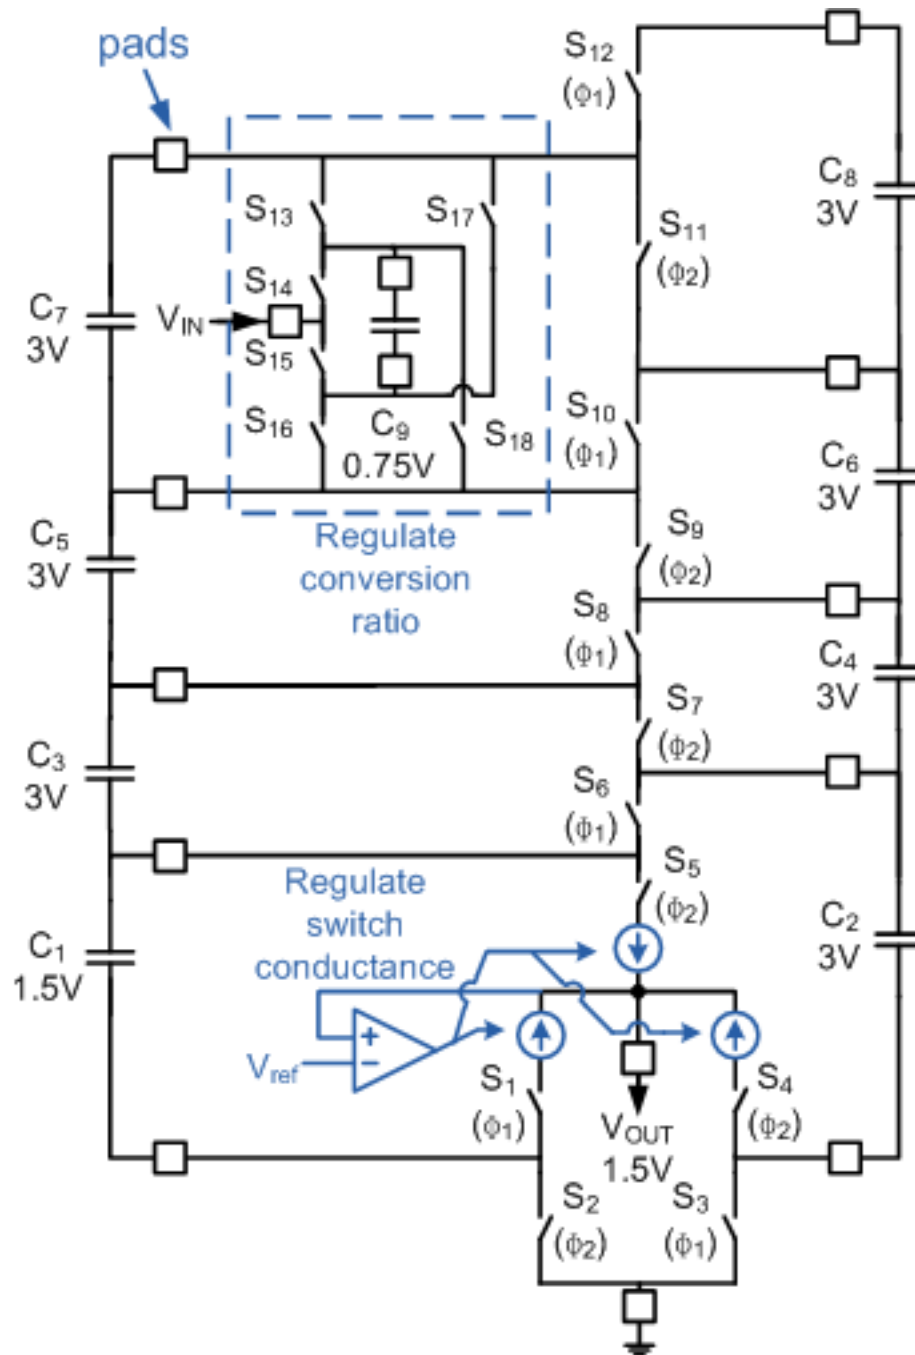 pads
S₁₂
(ϕ₁)
C₈
3V
S₁₃
S₁₇
S₁₁
(ϕ₂)
S₁₄
C₇
3V
V_IN
S₁₅
S₁₆
C₉
0.75V
S₁₈
S₁₀
(ϕ₁)
C₆
3V
Regulate
conversion
ratio
C₅
3V
S₉
(ϕ₂)
S₈
(ϕ₁)
C₄
3V
S₇
(ϕ₂)
C₃
3V
S₆
(ϕ₁)
Regulate
switch
conductance
S₅
(ϕ₂)
C₂
3V
C₁
1.5V
+
−
V_ref
S₁
(ϕ₁)
V_OUT
1.5V
S₄
(ϕ₂)
S₂
(ϕ₂)
S₃
(ϕ₁)